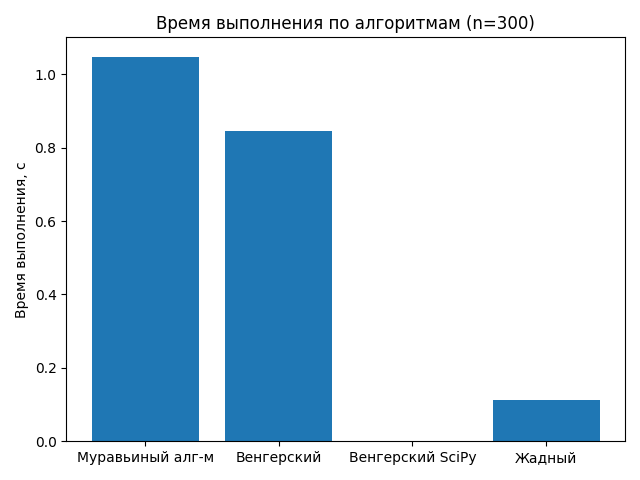 Время выполнения по алгоритмам (n=300)
Время выполнения, с
1.0
0.8
0.6
0.4
0.2
0.0
Муравьиный алг-м Венгерский Венгерский SciPy Жадный